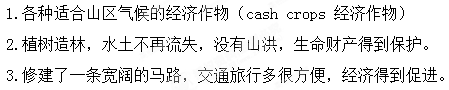 1.各种适合山区气候的经济作物（cash crops 经济作物）
2.植树造林，水土不再流失，没有山洪，生命财产得到保护。
3.修建了一条宽阔的马路，交通旅行多很方便，经济得到促进。